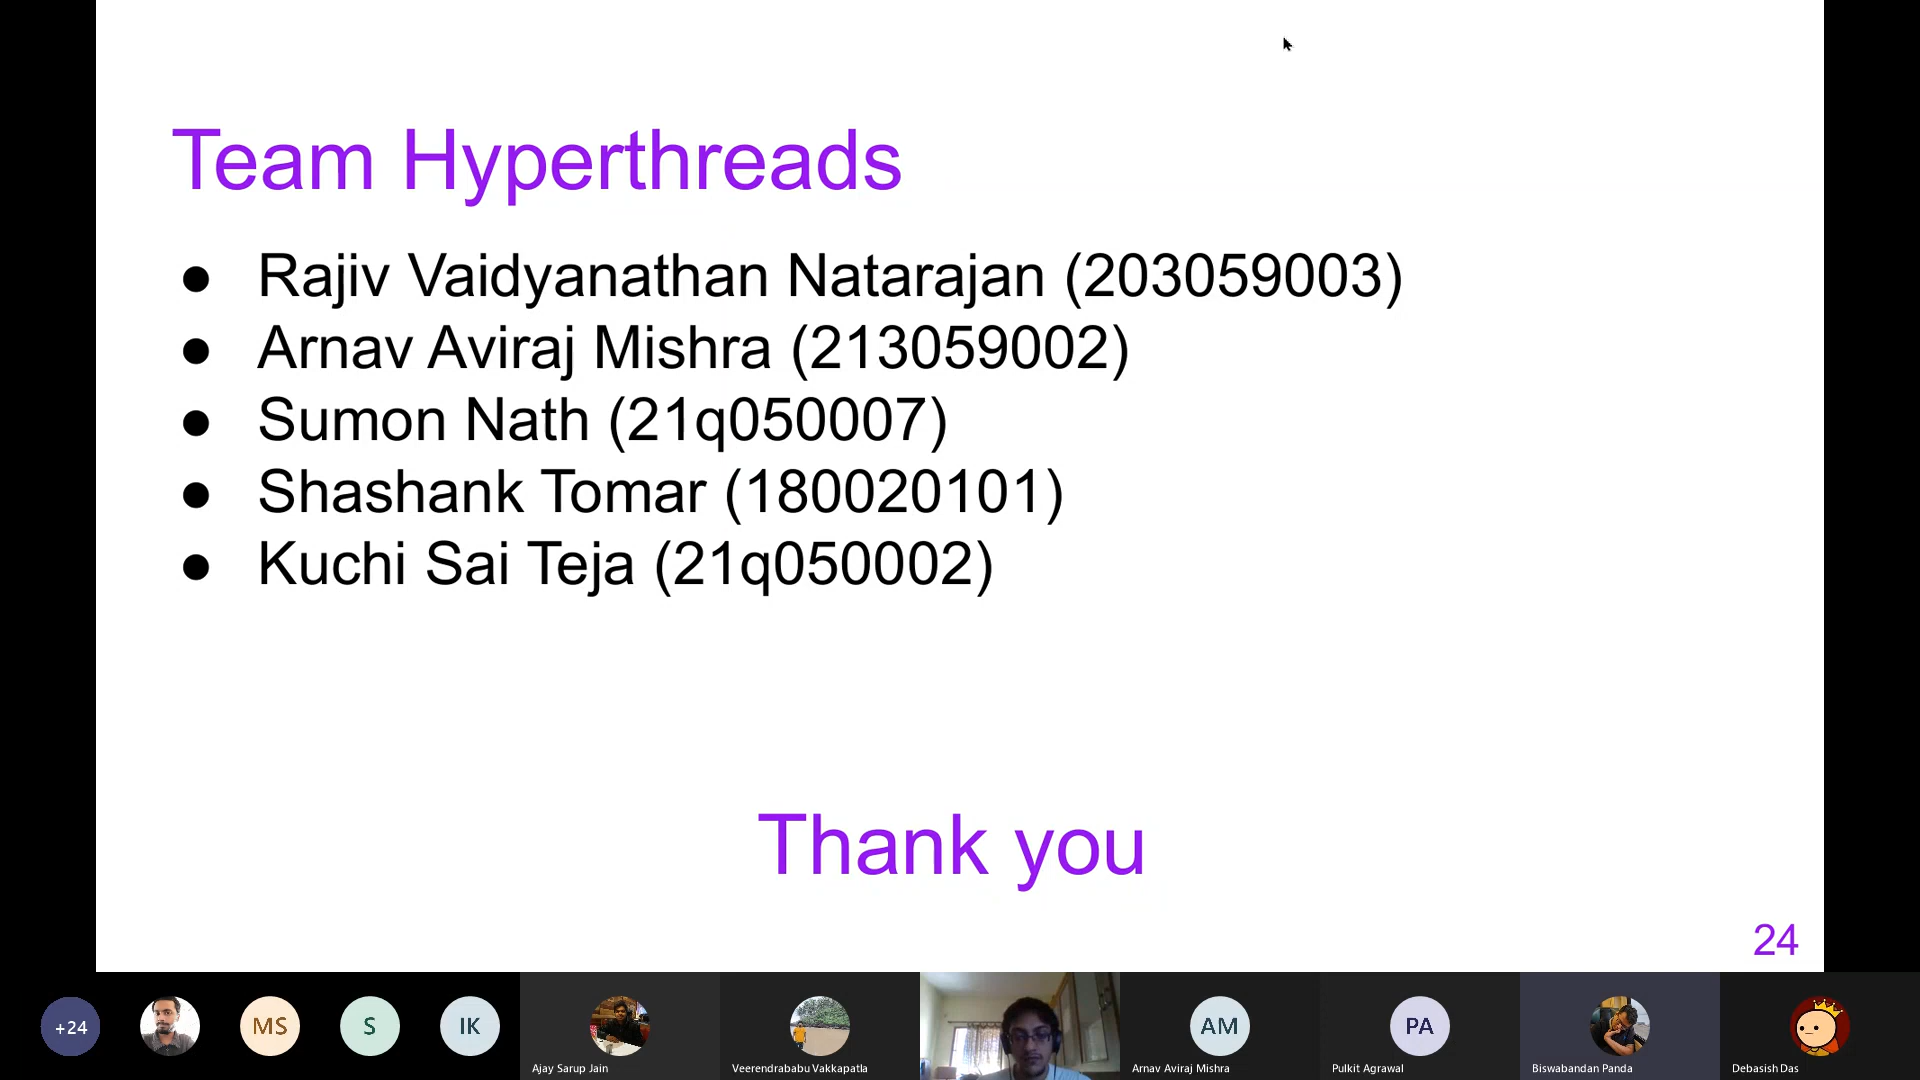 Team Hyperthreads
● Rajiv Vaidyanathan Natarajan (203059003)
● Arnav Aviraj Mishra (213059002)
● Sumon Nath (21q050007)
● Shashank Tomar (180020101)
● Kuchi Sai Teja (21q050002)
Thank you
24
+24
MS
S
IK
AM
PA
Ajay Sarup Jain
Veerendrababu Vakkapatla
Arnav Aviraj Mishra
Pulkit Agrawal
Biswabandan Panda
Debasish Das